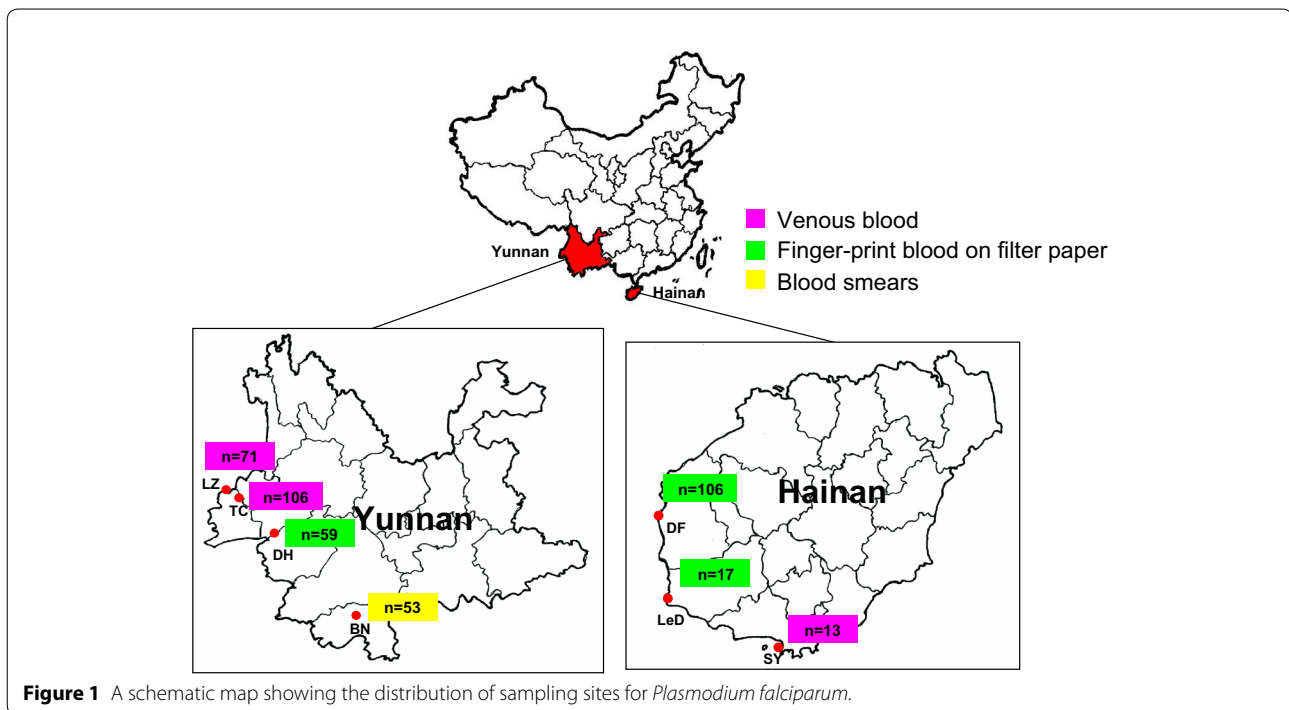 Venous blood
Yunnan
Finger-print blood on filter paper
Blood smears
Hainan
n=71
LZ
n=106
TC
Yunnan
n=59
DH
n=53
BN
n=106
Hainan
DF
n=17
LeD
n=13
SY
Figure 1 A schematic map showing the distribution of sampling sites for Plasmodium falciparum.